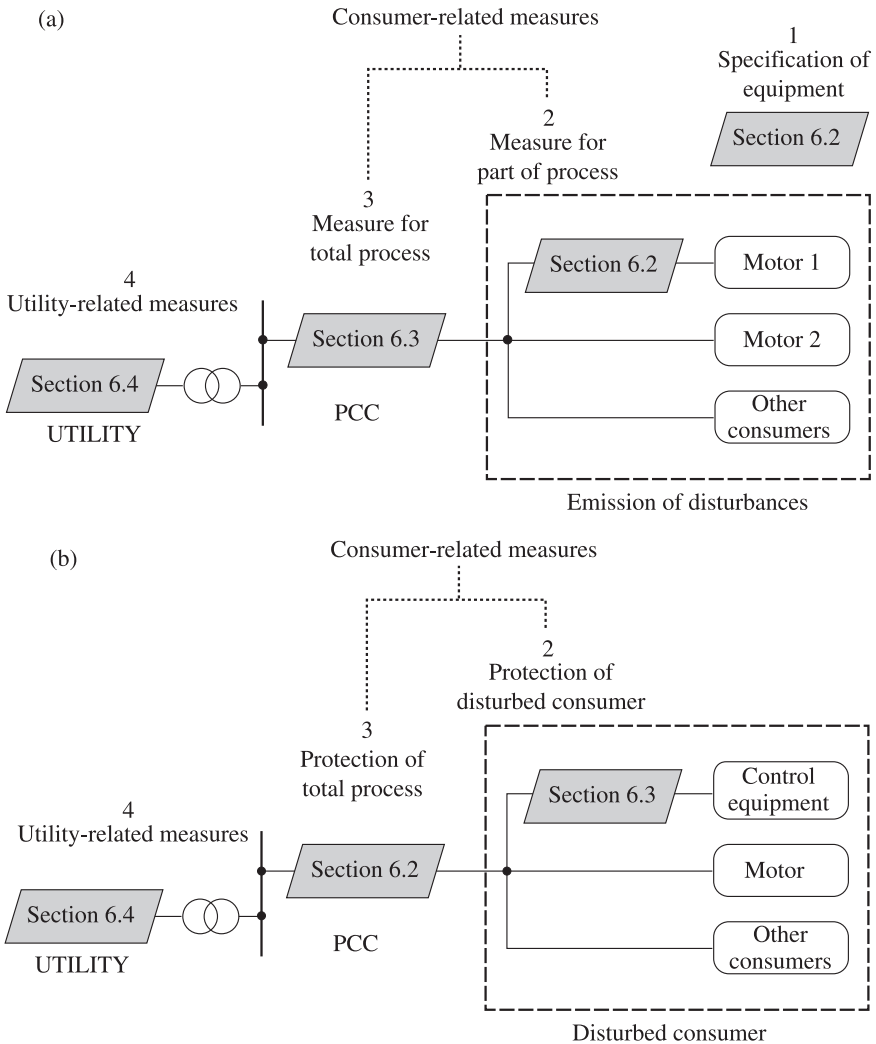 (a)
Consumer-related measures
1
Specification of
equipment
Section 6.2
2
Measure for
part of process
3
Measure for
total process
4
Utility-related measures
Section 6.2
Motor 1
Section 6.3
Motor 2
Section 6.4
Other
consumers
PCC
UTILITY
Emission of disturbances
(b)
Consumer-related measures
2
Protection of
disturbed consumer
3
Protection of
total process
4
Utility-related measures
Section 6.3
Control
equipment
Section 6.2
Motor
Section 6.4
Other
consumers
PCC
UTILITY
Disturbed consumer